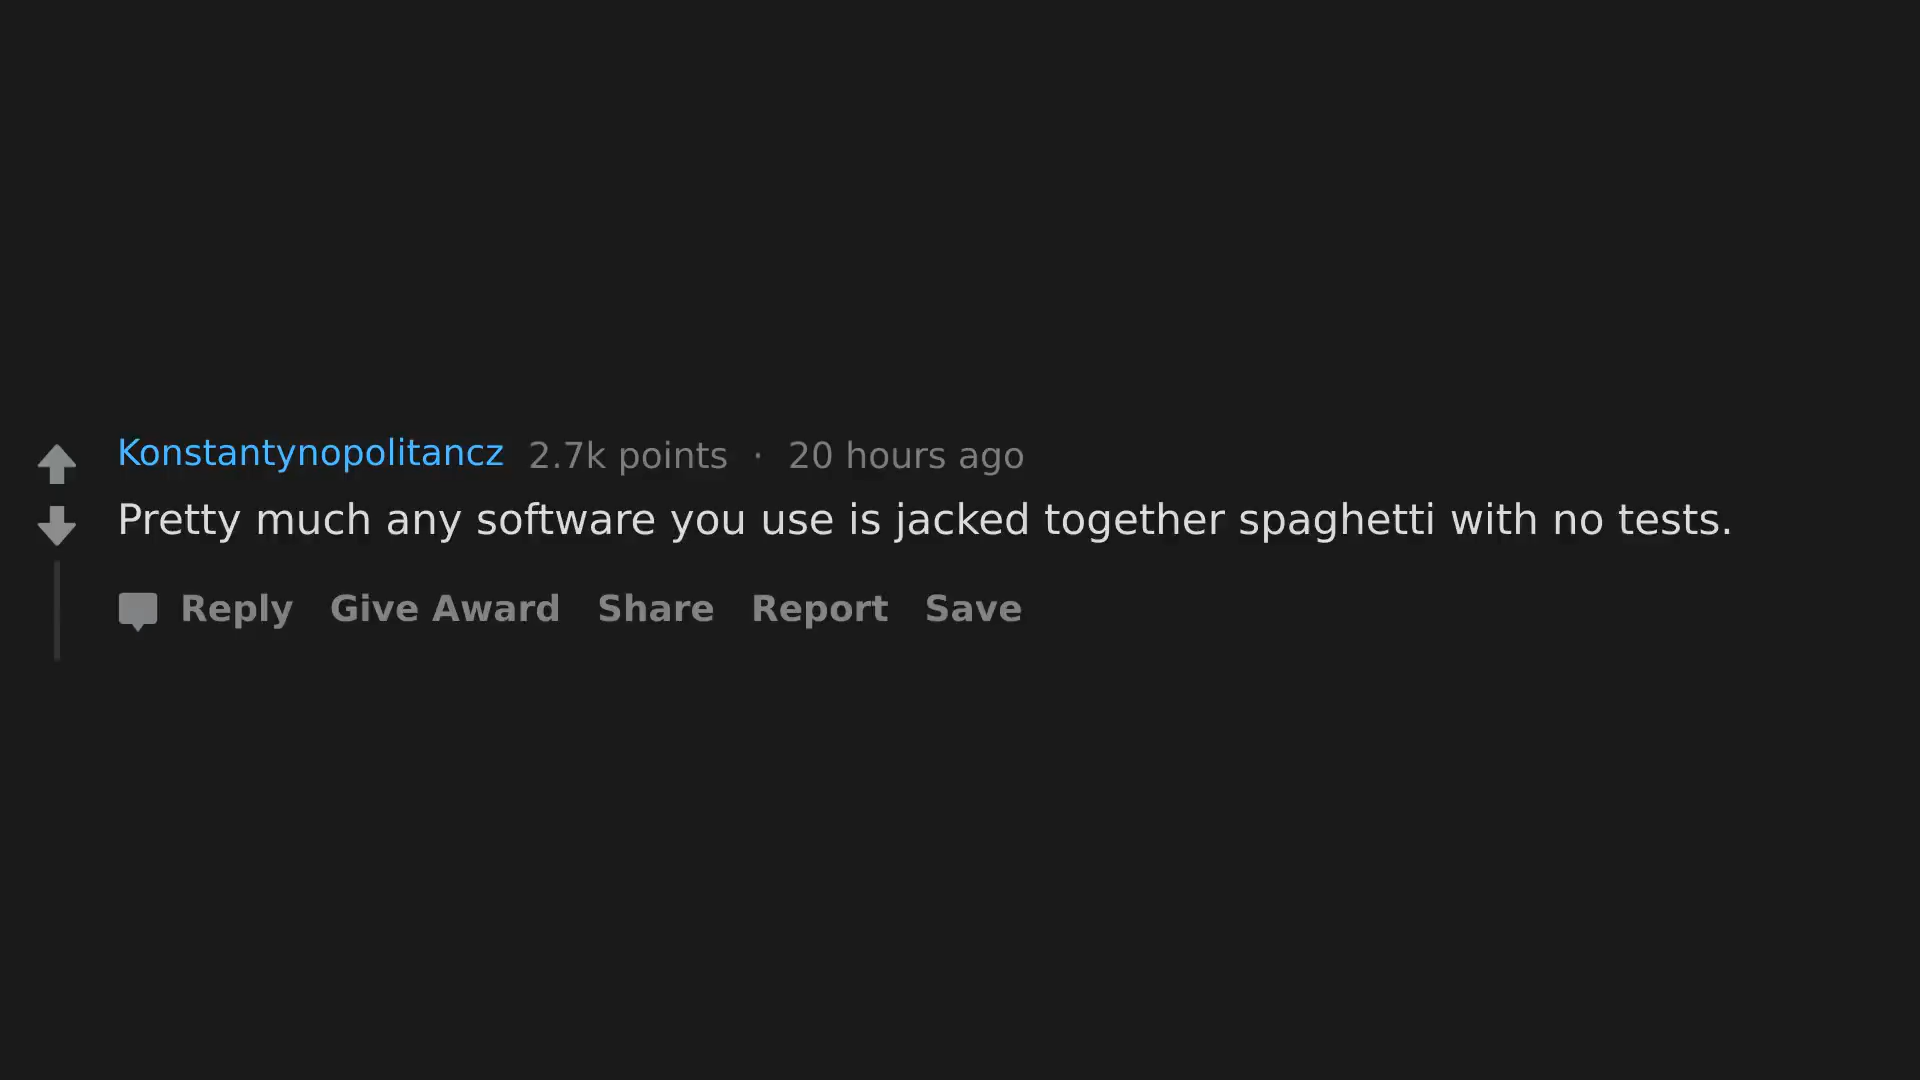 Konstantynopolitancz 2.7k points · 20 hours ago
Pretty much any software you use is jacked together spaghetti with no tests.
Reply Give Award Share Report Save